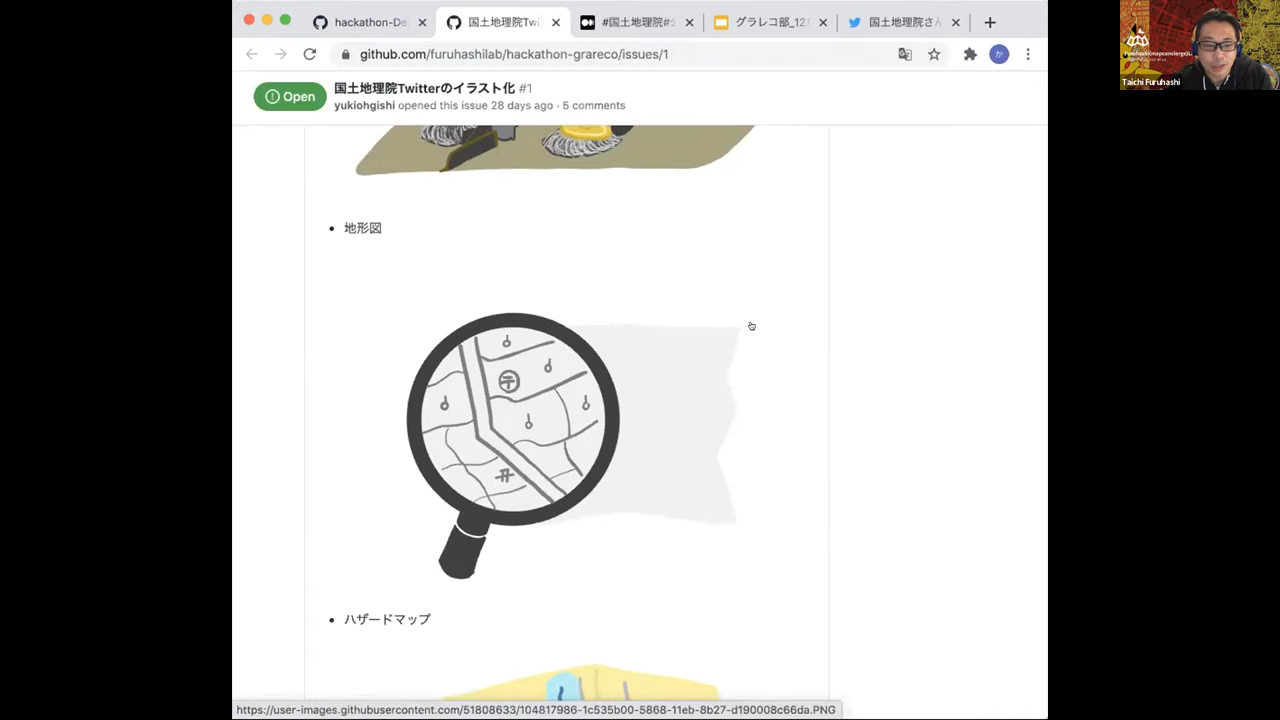 hackathon-De
国土地理院Twi
#国土地理院#2
グラレコ部_12
国土地理院さん
github.com/furuhashilab/hackathon-grareco/issues/1
か
Open
国土地理院Twitterのイラスト化 #1
yukiohgishi opened this issue 28 days ago · 5 comments
地形図
〒
ハザードマップ
https://user-images.githubusercontent.com/51808633/104817986-1c535b00-5868-11eb-8b27-d190008c66da.PNG
Taichi Furuhashi